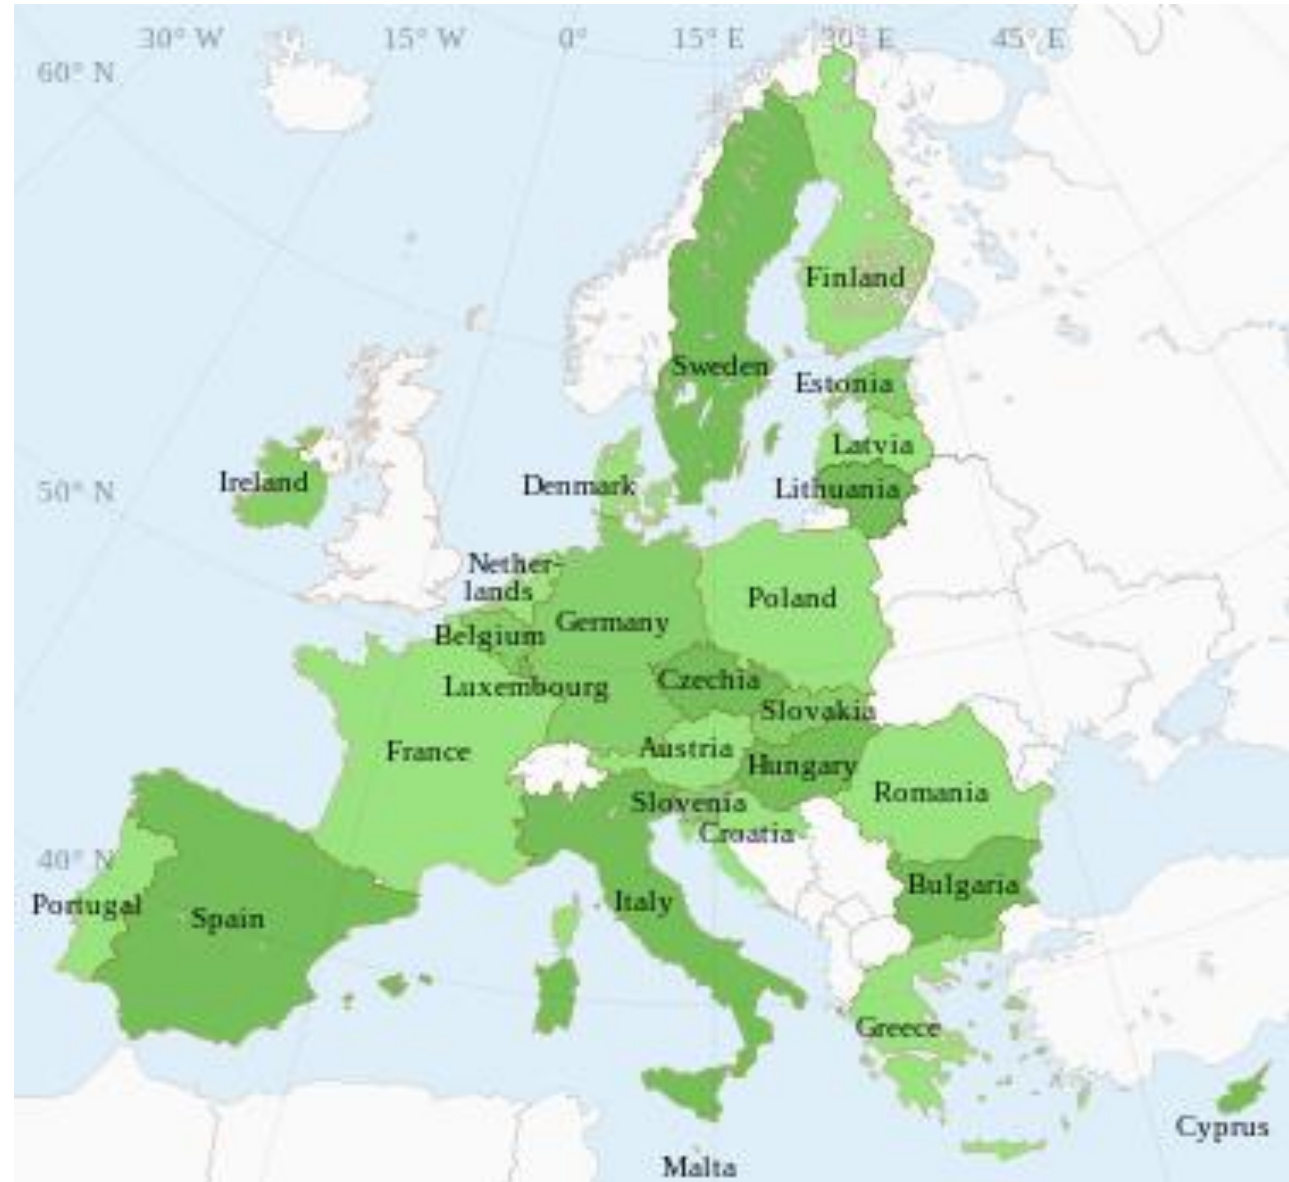 30° W
15° W
0°
15° E
30° E
45° E
60° N
Finland
Sweden
Estonia
Latvia
Ireland
Denmark
Lithuania
50° N
Nether-
lands
Poland
Germany
Belgium
Czechia
Luxembourg
Slovakia
France
Austria
Hungary
Romania
Slovenia
Croatia
40° N
Bulgaria
Portugal
Italy
Spain
Greece
Cyprus
Malta